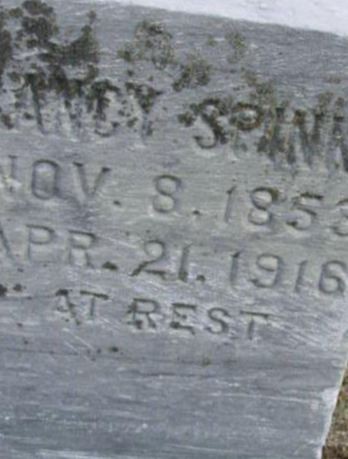 NOV. 8. 1853
APR. 21. 1916
AT REST